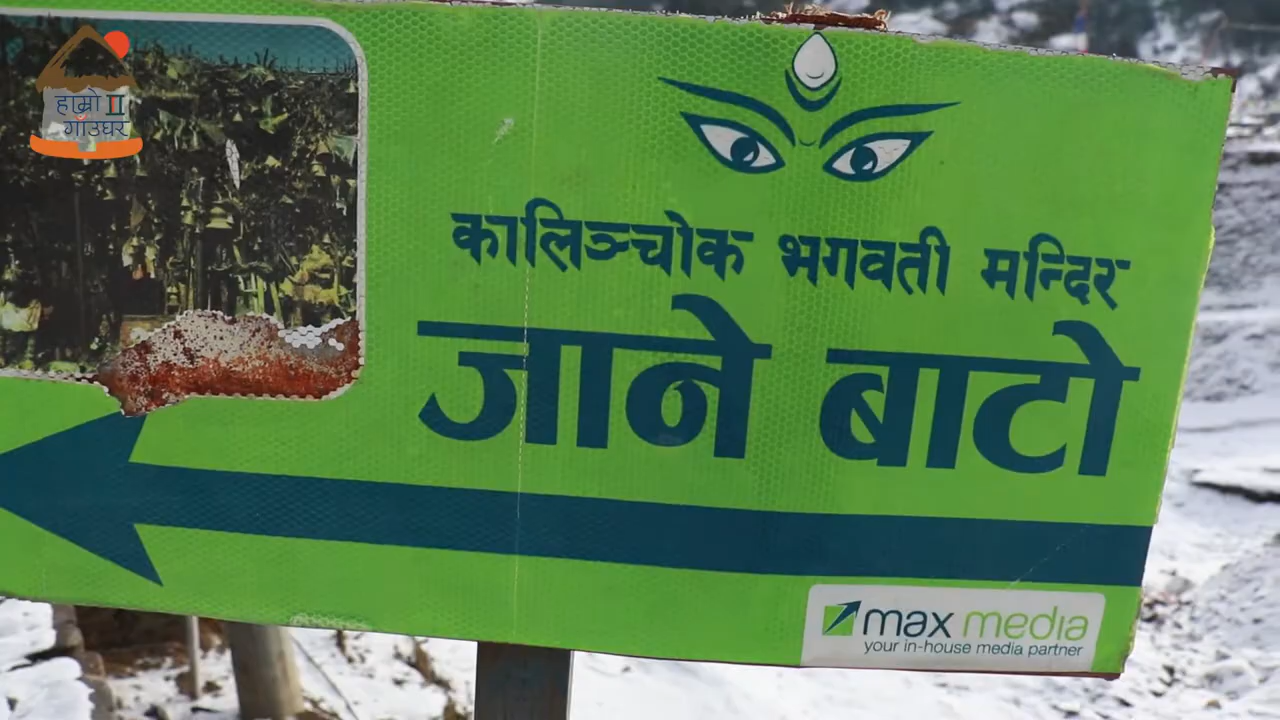 हाम्रो
गाउँघर
कालिञ्चोक भगवती मन्दिर
जाने बाटो
max media
your in-house media partner